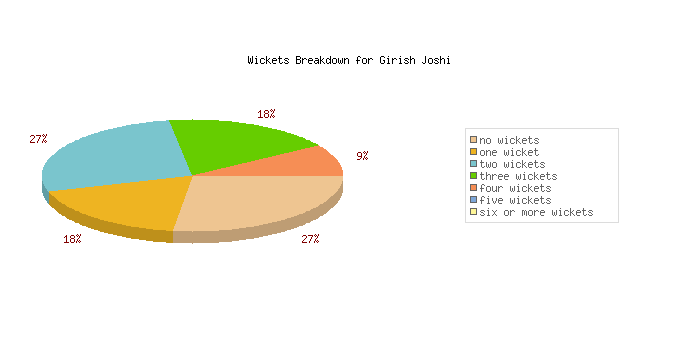 Wickets Breakdown for Girish Joshi
18%
27%
9%
18%
27%
no wickets
one wicket
two wickets
three wickets
four wickets
five wickets
six or more wickets